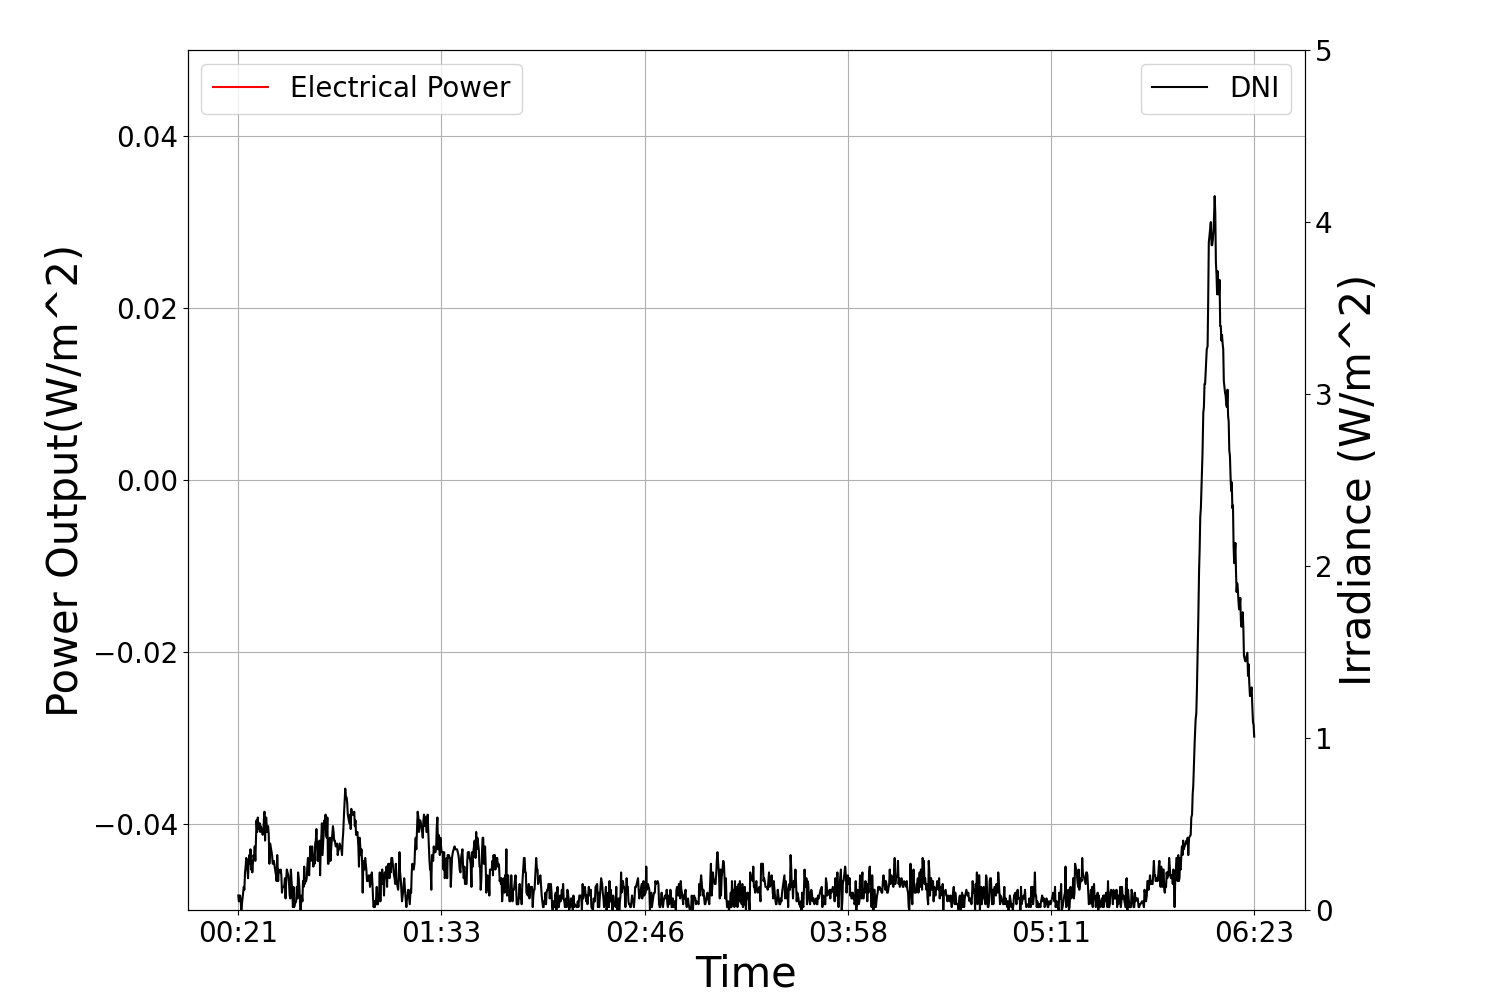 Electrical Power
DNI
Power Output(W/m^2)
0.04
0.02
0.00
−0.02
−0.04
5
4
3
2
1
0
Irradiance (W/m^2)
00:21 01:33 02:46 03:58 05:11 06:23
Time